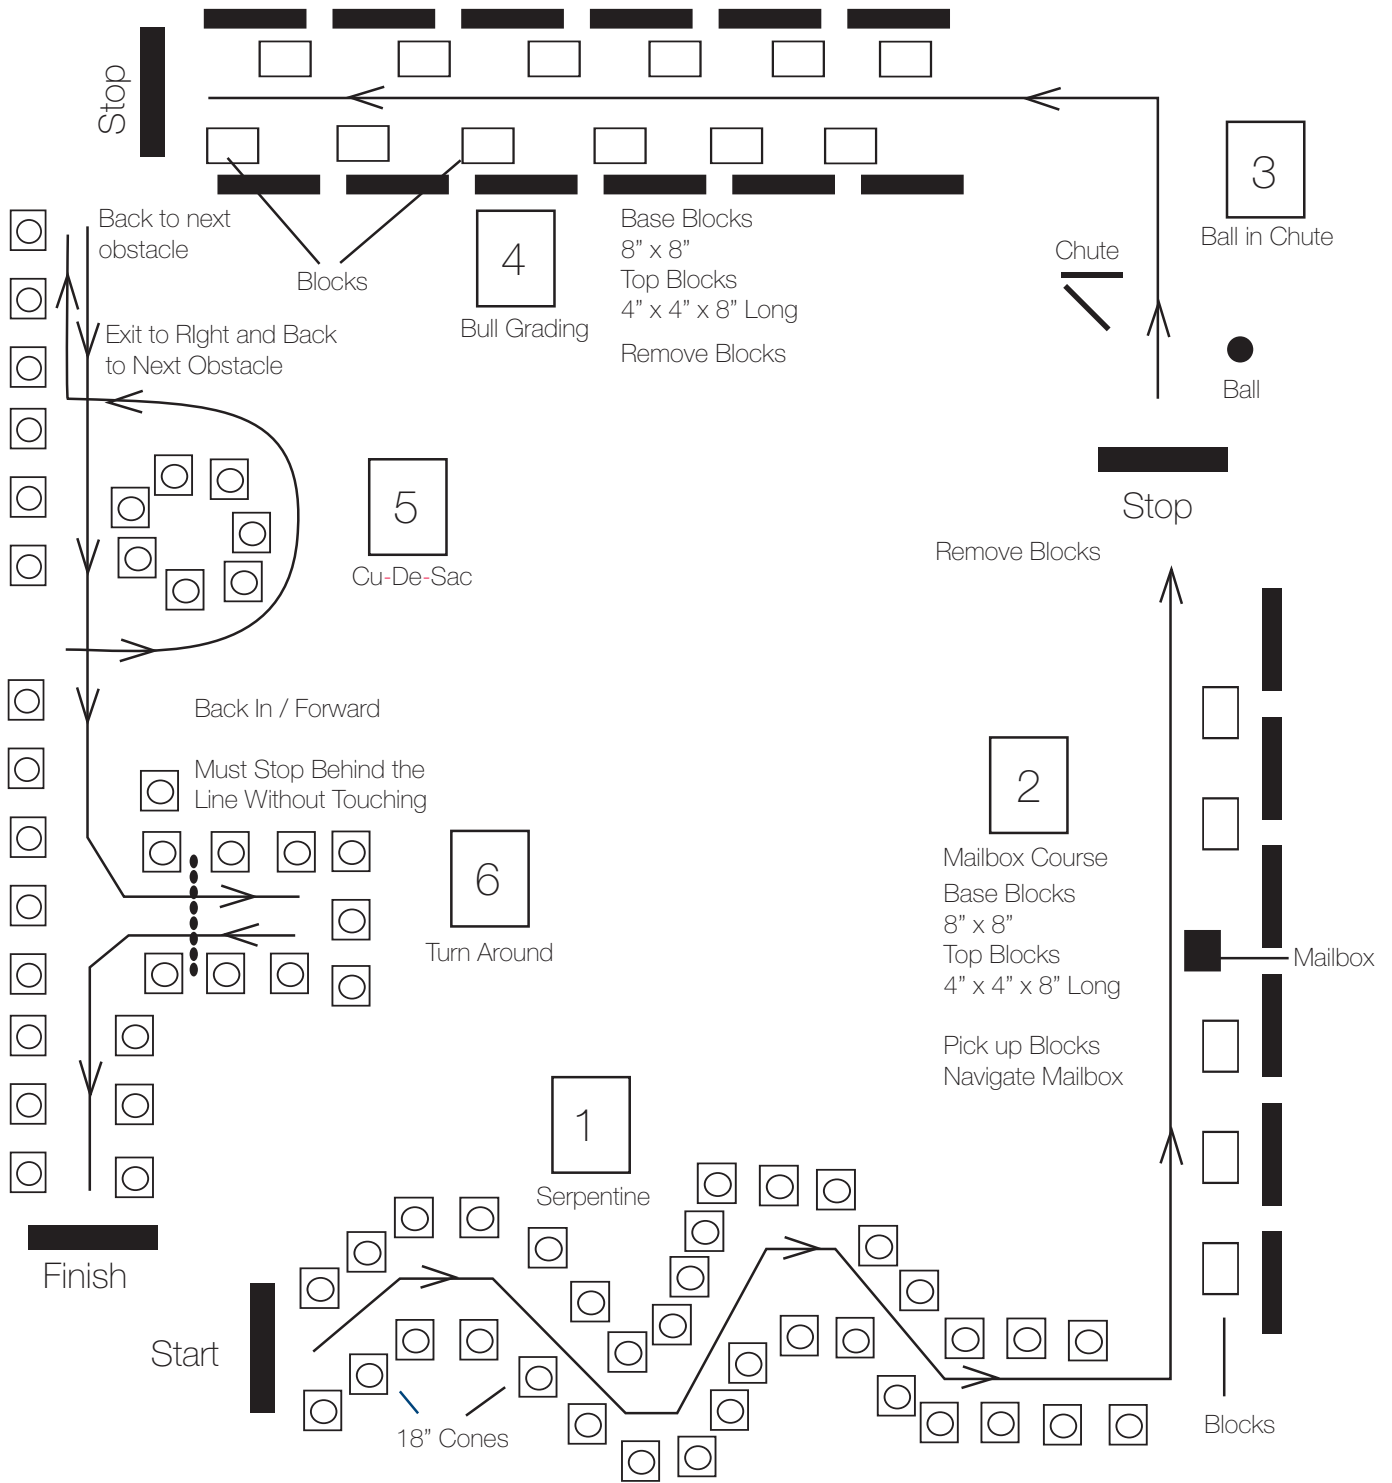 Stop
3
Ball in Chute
Back to next
obstacle
Blocks
4
Bull Grading
Base Blocks
8” x 8”
Top Blocks
4” x 4” x 8” Long
Remove Blocks
Chute
Ball
Exit to RIght and Back
to Next Obstacle
5
Cu-De-Sac
Stop
Remove Blocks
Back In / Forward
Must Stop Behind the
Line Without Touching
6
Turn Around
2
Mailbox Course
Base Blocks
8” x 8”
Top Blocks
4” x 4” x 8” Long
Pick up Blocks
Navigate Mailbox
Mailbox
1
Serpentine
Finish
Start
18” Cones
Blocks